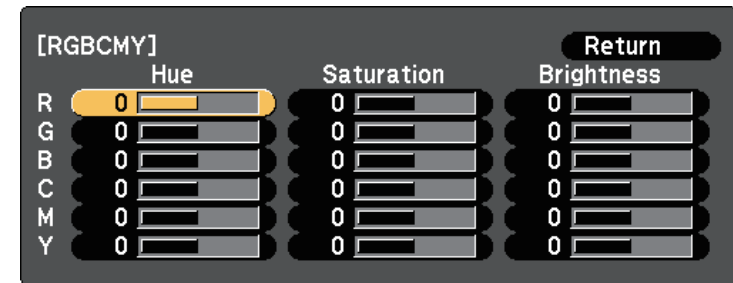 [RGBCMY] Return
Hue Saturation Brightness
R 0 0 0
G 0 0 0
B 0 0 0
C 0 0 0
M 0 0 0
Y 0 0 0